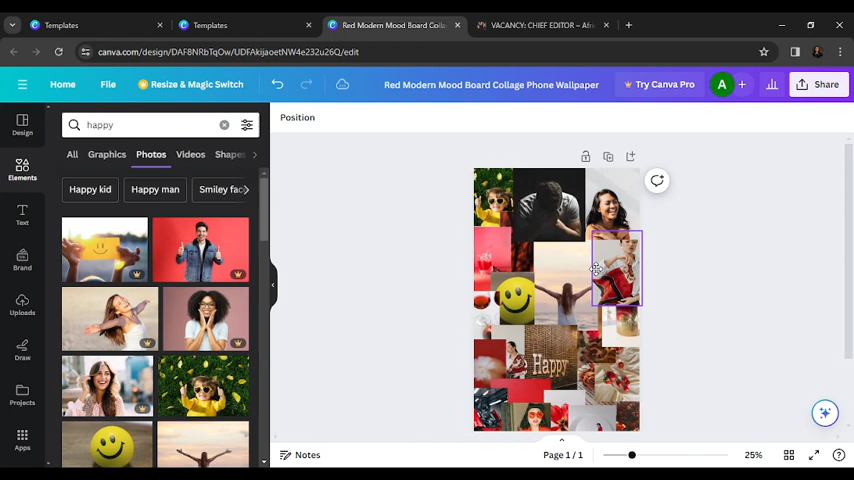 Templates
Templates
Red Modern Mood Board Colla
VACANCY: CHIEF EDITOR – Afri
canva.com/design/DAF8NRbTqOw/UDFAkijaoetNW4e232u26Q/edit
Home
File
Resize & Magic Switch
Red Modern Mood Board Collage Phone Wallpaper
Try Canva Pro
A
Share
Design
Elements
Text
Brand
Uploads
Draw
Projects
Apps
happy
All
Graphics
Photos
Videos
Shapes
Happy kid
Happy man
Smiley fac
Position
Happy
Notes
Page 1 / 1
25%